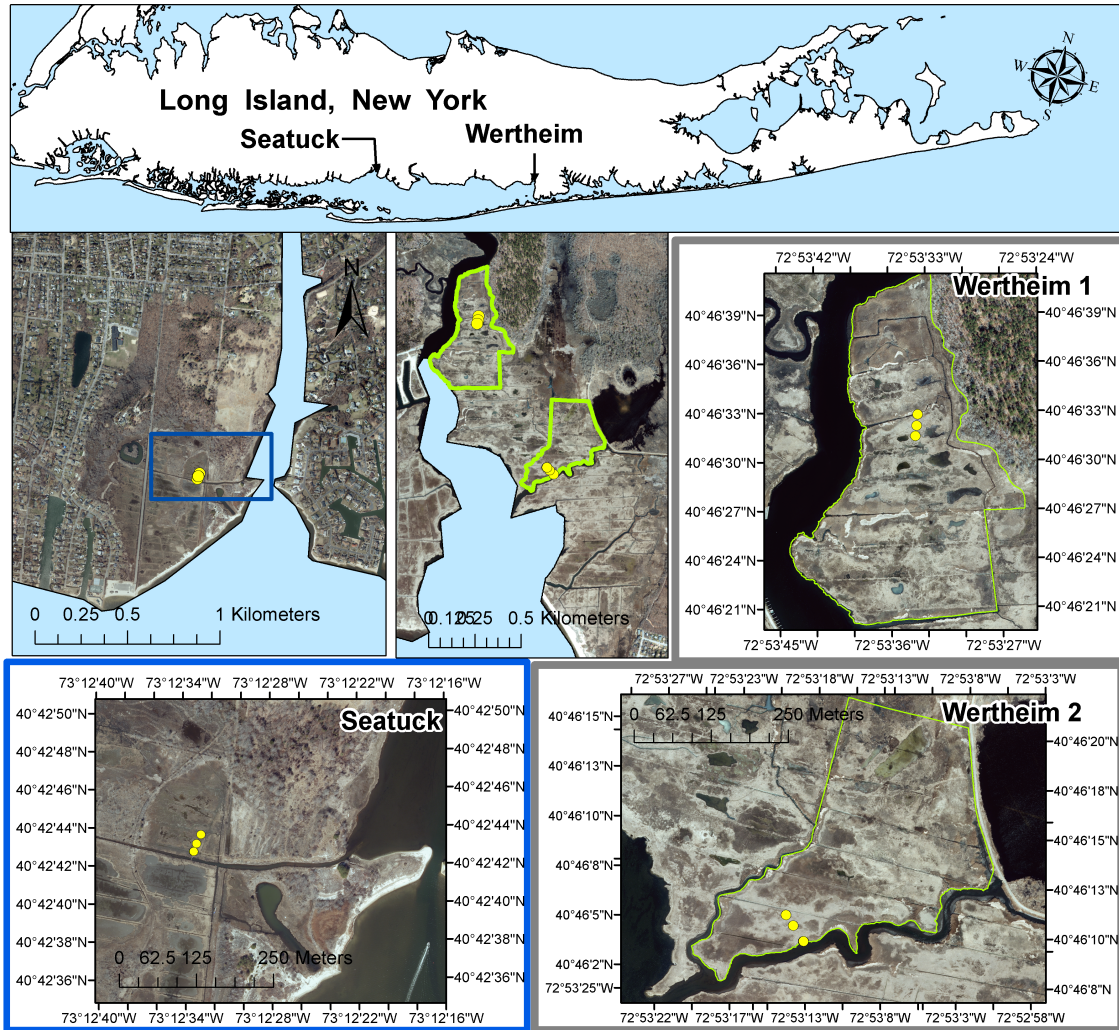 N
W
E
S
Long Island, New York
Seatuck
Wertheim
N
0 0.25 0.5 1 Kilometers
0 0.125 0.25 0.5 Kilometers
72°53'42"W 72°53'33"W 72°53'24"W
Wertheim 1
40°46'39"N 40°46'39"N
40°46'36"N 40°46'36"N
40°46'33"N 40°46'33"N
40°46'30"N 40°46'30"N
40°46'27"N 40°46'27"N
40°46'24"N 40°46'24"N
40°46'21"N 40°46'21"N
72°53'45"W 72°53'36"W 72°53'27"W
73°12'40"W 73°12'34"W 73°12'28"W 73°12'22"W 73°12'16"W
Seatuck
40°42'50"N 40°42'50"N
40°42'48"N 40°42'48"N
40°42'46"N 40°42'46"N
40°42'44"N 40°42'44"N
40°42'42"N 40°42'42"N
40°42'40"N 40°42'40"N
40°42'38"N 40°42'38"N
40°42'36"N 40°42'36"N
0 62.5 125 250 Meters
73°12'40"W 73°12'34"W 73°12'28"W 73°12'22"W 73°12'16"W
72°53'27"W 72°53'23"W 72°53'18"W 72°53'13"W 72°53'8"W 72°53'3"W
Wertheim 2
0 62.5 125 250 Meters
40°46'15"N 40°46'20"N
40°46'13"N 40°46'18"N
40°46'10"N 40°46'15"N
40°46'8"N 40°46'13"N
40°46'5"N 40°46'10"N
40°46'2"N 40°46'8"N
72°53'25"W
72°53'22"W 72°53'17"W 72°53'13"W 72°53'8"W 72°53'3"W 72°52'58"W